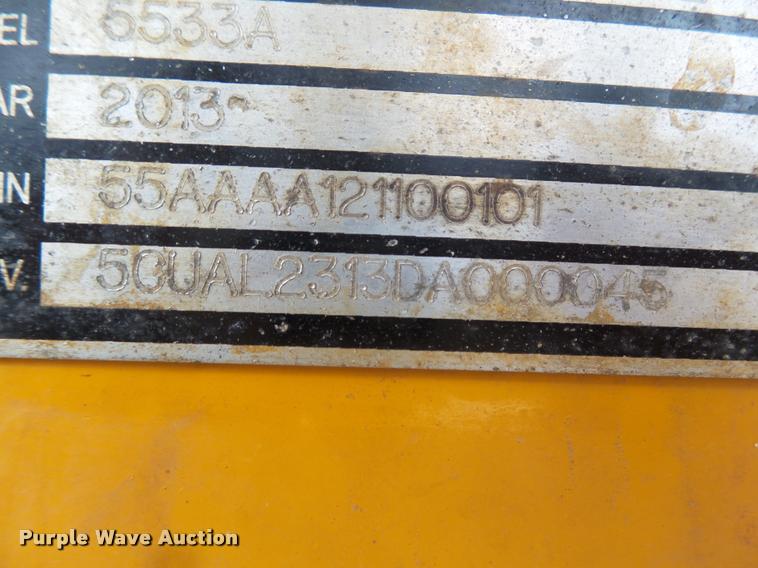 EL 5533A
AR 2013
IN 55AAAA121100101
V. 5CUAL2313DA000045
Purple Wave Auction